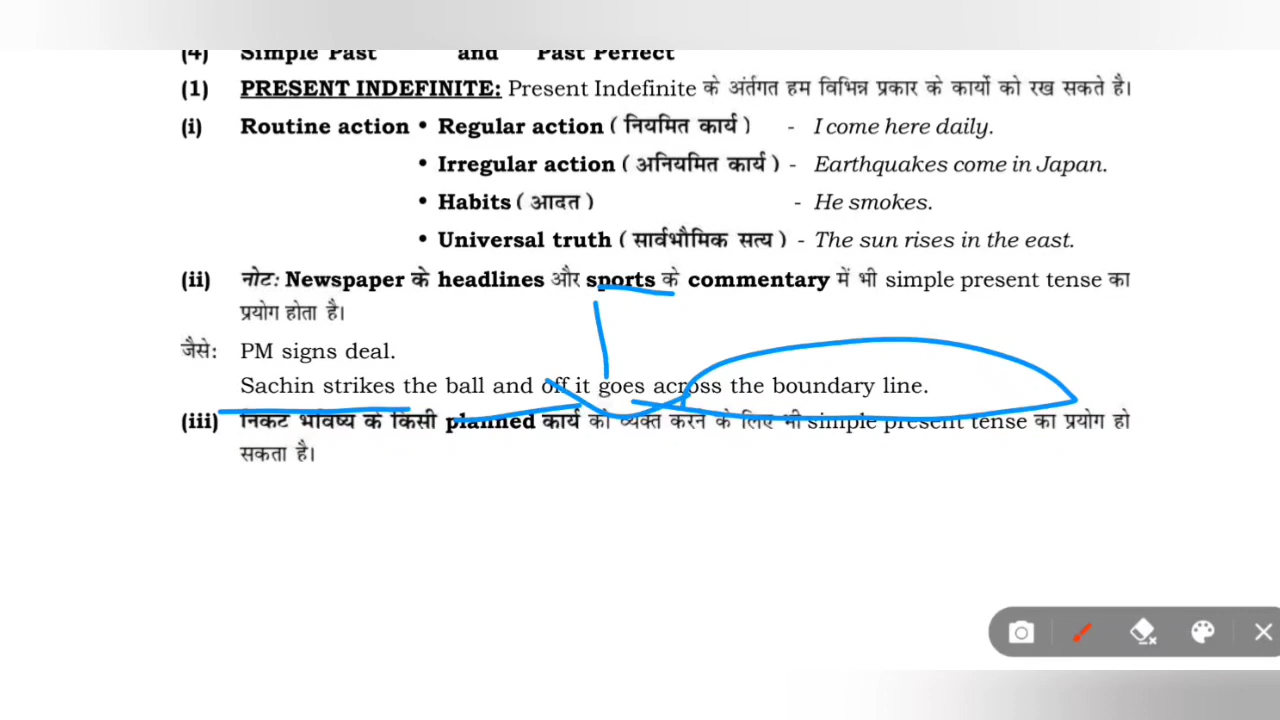 (4) Simple Past and Past Perfect
(1) PRESENT INDEFINITE: Present Indefinite के अंर्तगत हम विभिन्न प्रकार के कार्यो को रख सकते है।
(i) Routine action • Regular action ( नियमित कार्य ) - I come here daily.
• Irregular action ( अनियमित कार्य ) - Earthquakes come in Japan.
• Habits ( आदत ) - He smokes.
• Universal truth ( सार्वभौमिक सत्य ) - The sun rises in the east.
(ii) नोट: Newspaper के headlines और sports के commentary में भी simple present tense का
प्रयोग होता है।
जैसे: PM signs deal.
Sachin strikes the ball and off it goes across the boundary line.
(iii) निकट भविष्य के किसी planned कार्य को व्यक्त करने के लिए भी simple present tense का प्रयोग हो
सकता है।